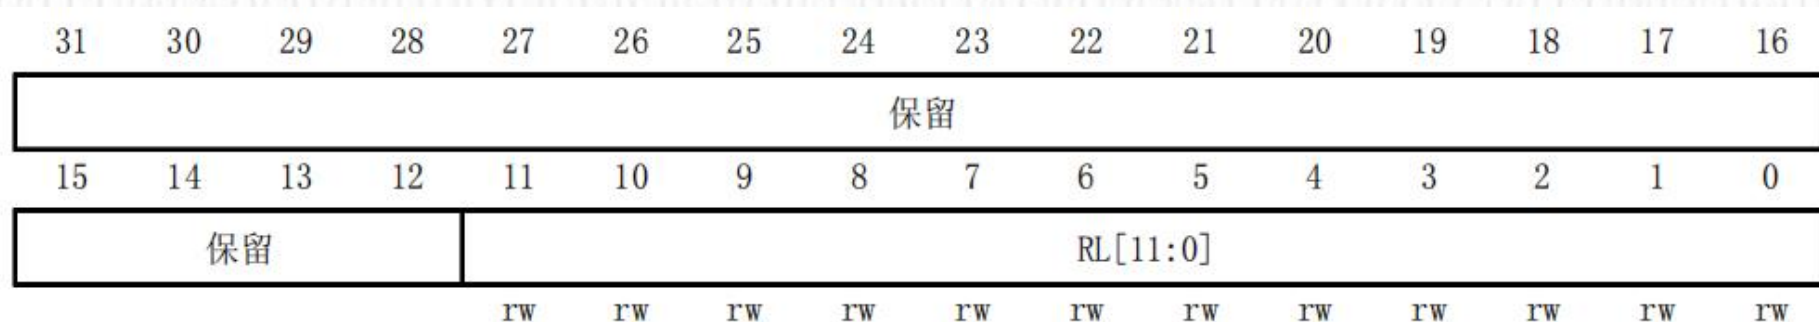 31 30 29 28 27 26 25 24 23 22 21 20 19 18 17 16
保留
15 14 13 12 11 10 9 8 7 6 5 4 3 2 1 0
保留 RL[11:0]
rw rw rw rw rw rw rw rw rw rw rw rw